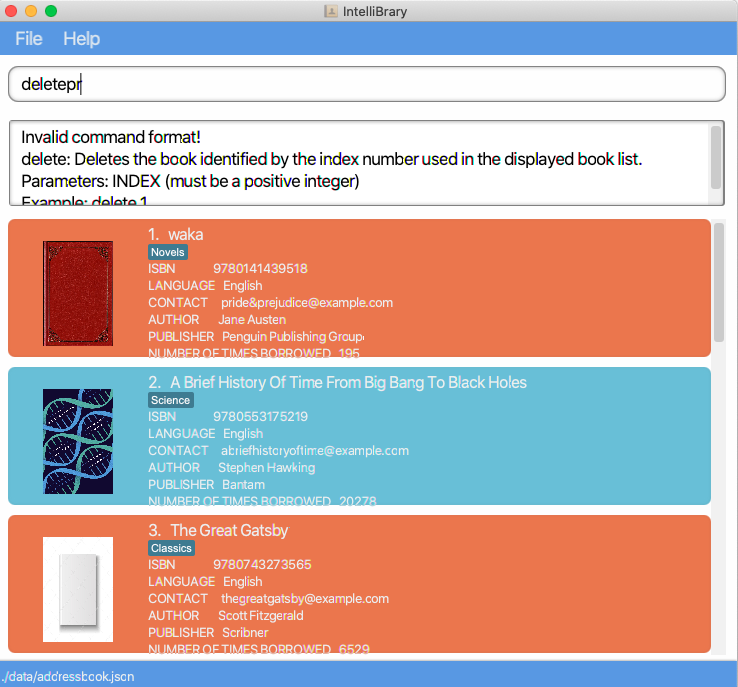 IntelliBrary
File Help
deletepr
Invalid command format!
delete: Deletes the book identified by the index number used in the displayed book list.
Parameters: INDEX (must be a positive integer)
Example: delete 1
1. waka
Novels
ISBN 9780141439518
LANGUAGE English
CONTACT pride&prejudice@example.com
AUTHOR Jane Austen
PUBLISHER Penguin Publishing Group
NUMBER OF TIMES BORROWED 195
2. A Brief History Of Time From Big Bang To Black Holes
Science
ISBN 9780553175219
LANGUAGE English
CONTACT abriefhistoryoftime@example.com
AUTHOR Stephen Hawking
PUBLISHER Bantam
NUMBER OF TIMES BORROWED 20278
3. The Great Gatsby
Classics
ISBN 9780743273565
LANGUAGE English
CONTACT thegreatgatsby@example.com
AUTHOR Scott Fitzgerald
PUBLISHER Scribner
NUMBER OF TIMES BORROWED 6529
./data/addressbook.json